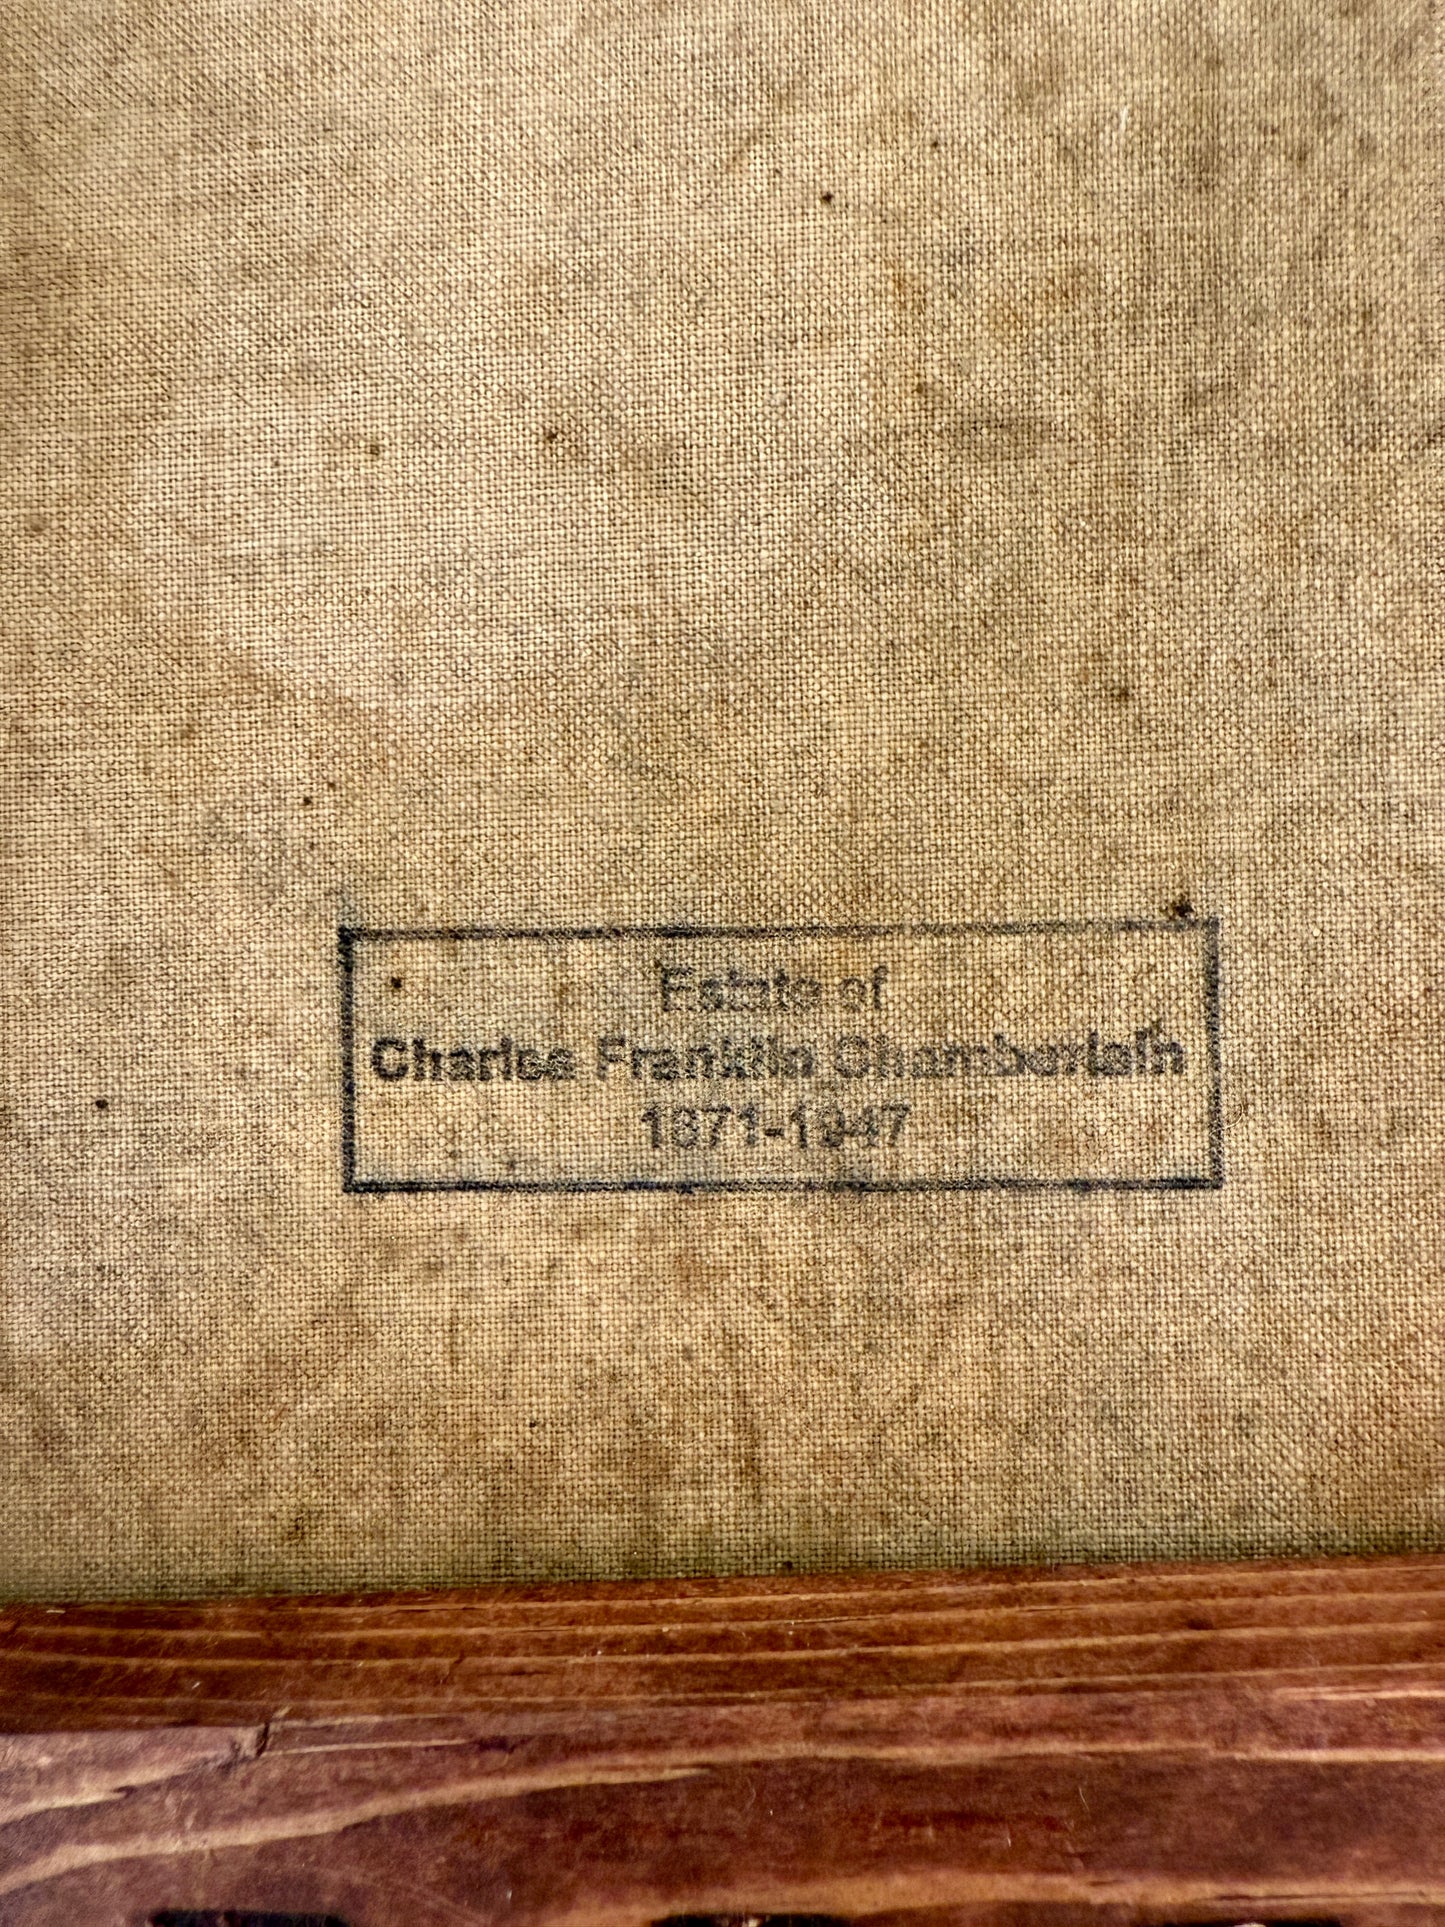 Estate of
Charles Franklin Chamberlain
1871-1947